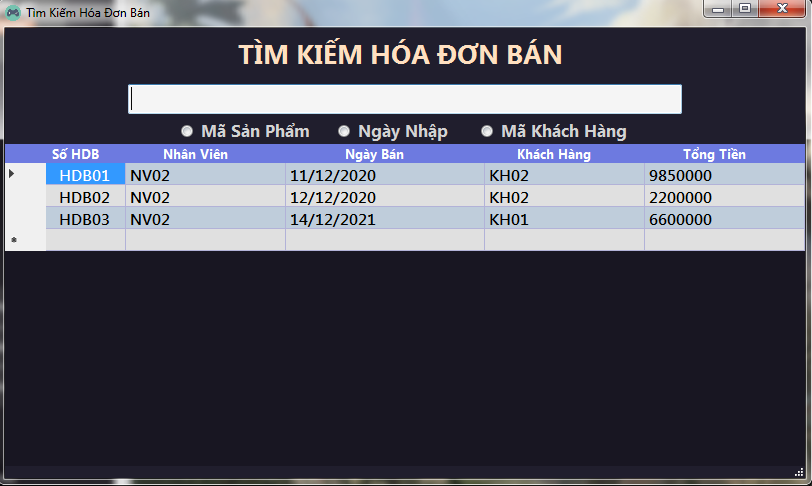 Tìm Kiếm Hóa Đơn Bán
TÌM KIẾM HÓA ĐƠN BÁN
Mã Sản Phẩm Ngày Nhập Mã Khách Hàng
Số HDB Nhân Viên Ngày Bán Khách Hàng Tổng Tiền
HDB01 NV02 11/12/2020 KH02 9850000
HDB02 NV02 12/12/2020 KH02 2200000
HDB03 NV02 14/12/2021 KH01 6600000